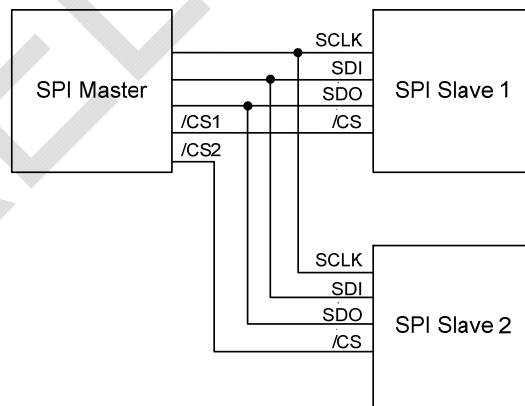 SPI Master
/CS1
/CS2
SCLK
SDI
SDO
/CS
SPI Slave 1
SCLK
SDI
SDO
/CS
SPI Slave 2